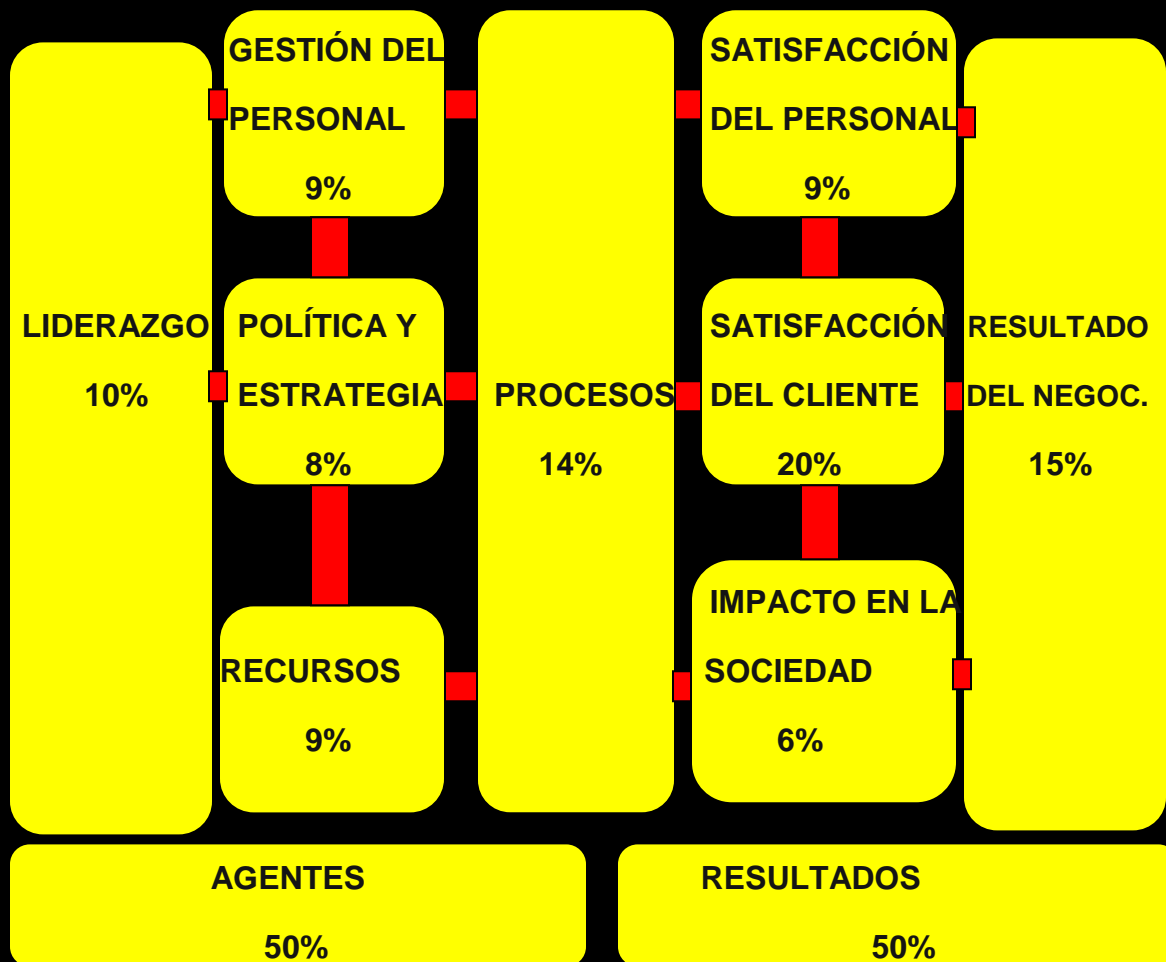 GESTIÓN DEL
PERSONAL
9%
SATISFACCIÓN
DEL PERSONAL
9%
LIDERAZGO
10%
POLÍTICA Y
ESTRATEGIA
8%
PROCESOS
14%
SATISFACCIÓN
DEL CLIENTE
20%
RESULTADO
DEL NEGOC.
15%
RECURSOS
9%
IMPACTO EN LA
SOCIEDAD
6%
AGENTES
50%
RESULTADOS
50%